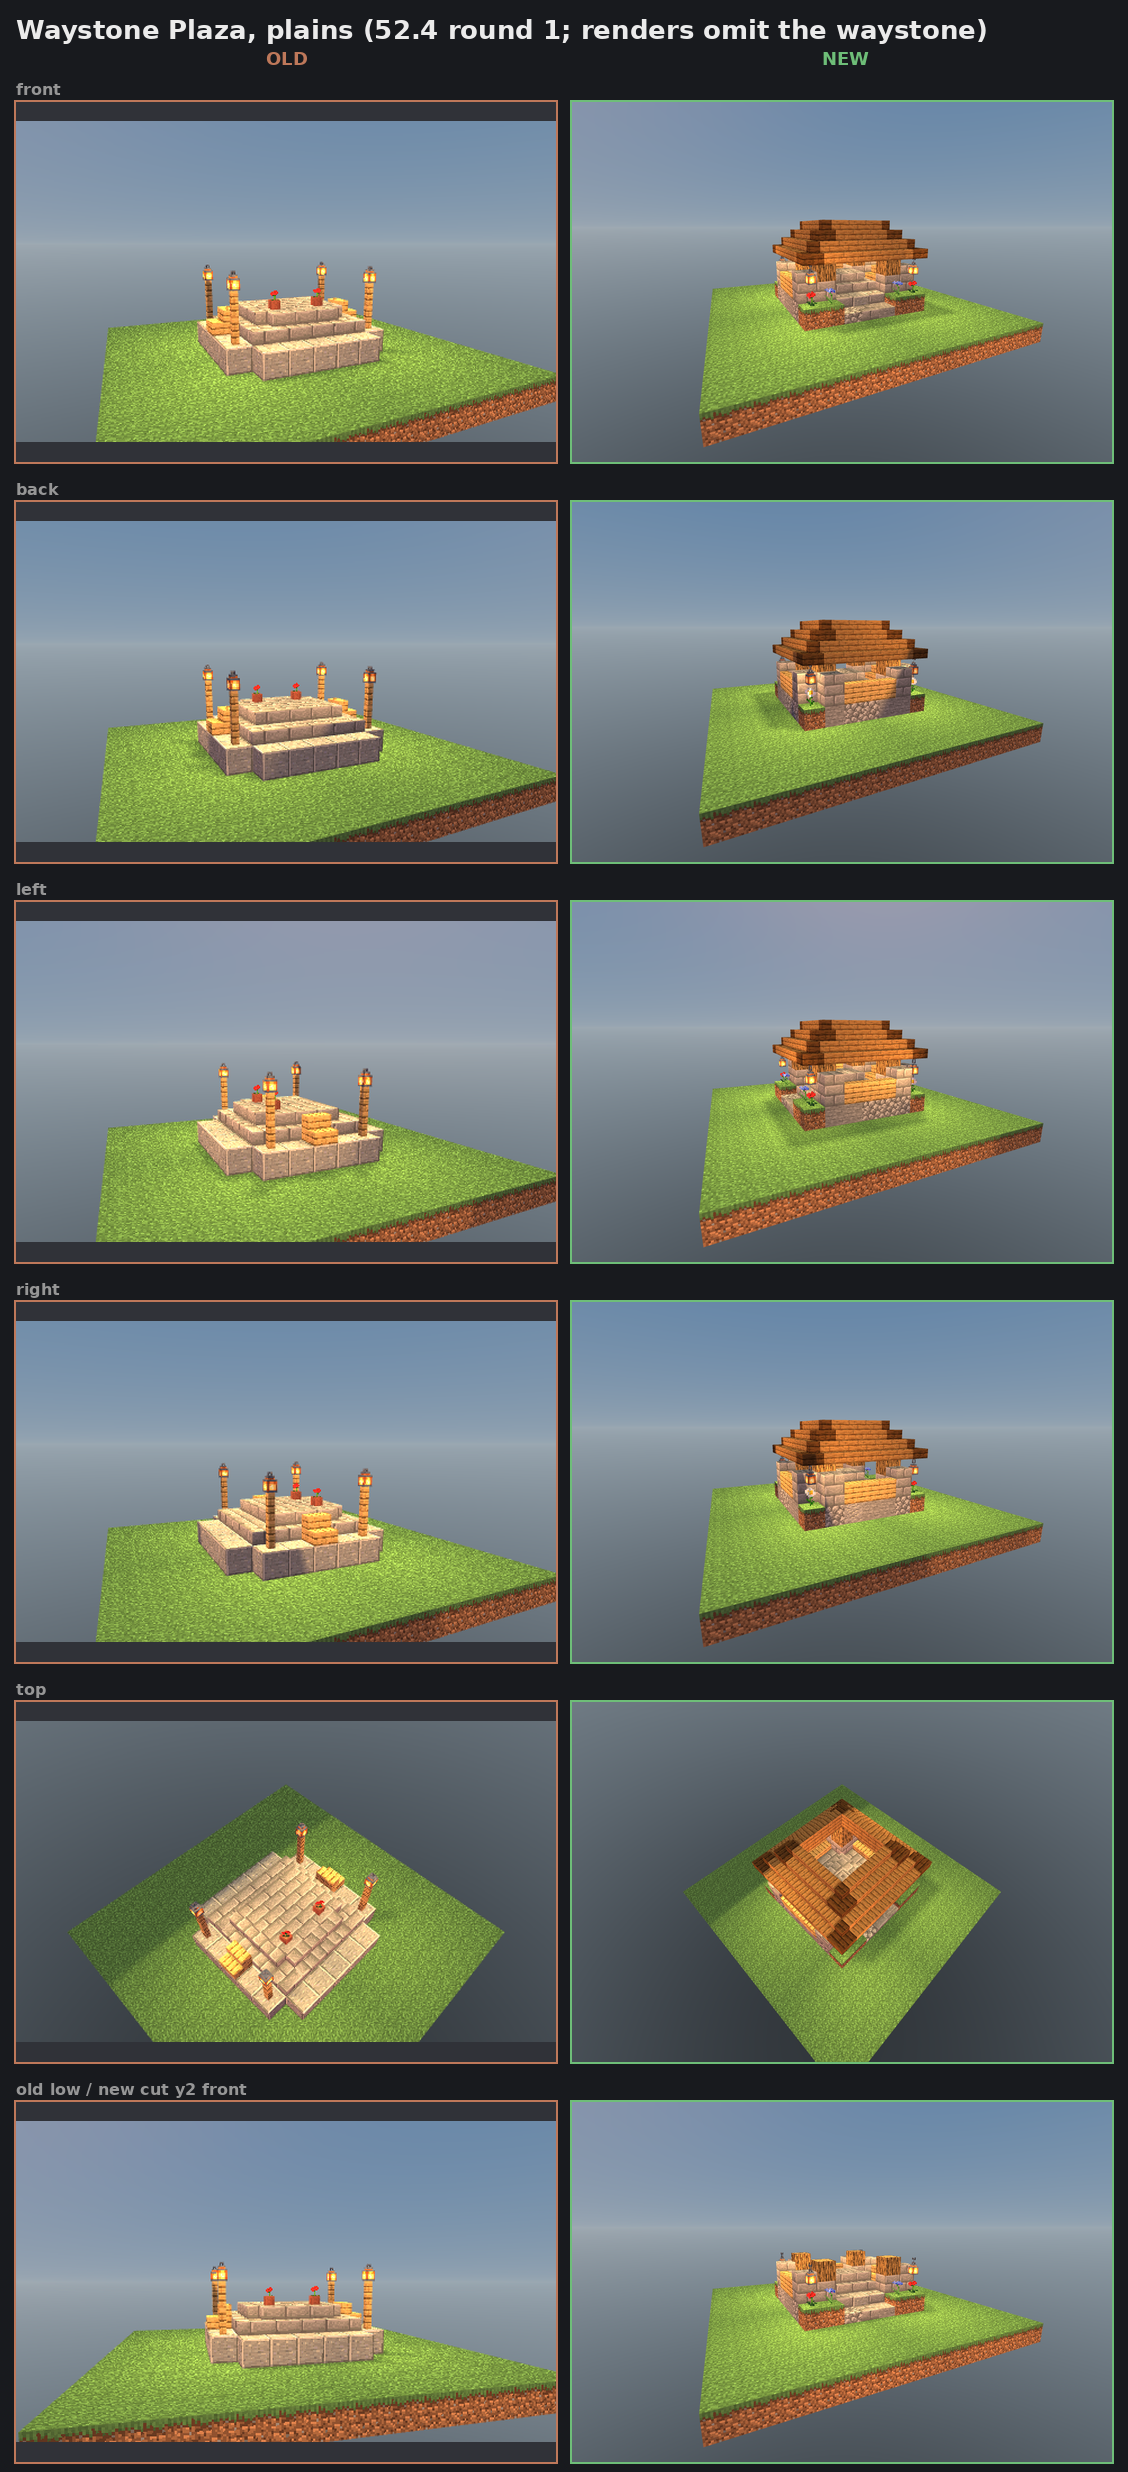 Waystone Plaza, plains (52.4 round 1; renders omit the waystone)
OLD
NEW
front
back
left
right
top
old low / new cut y2 front